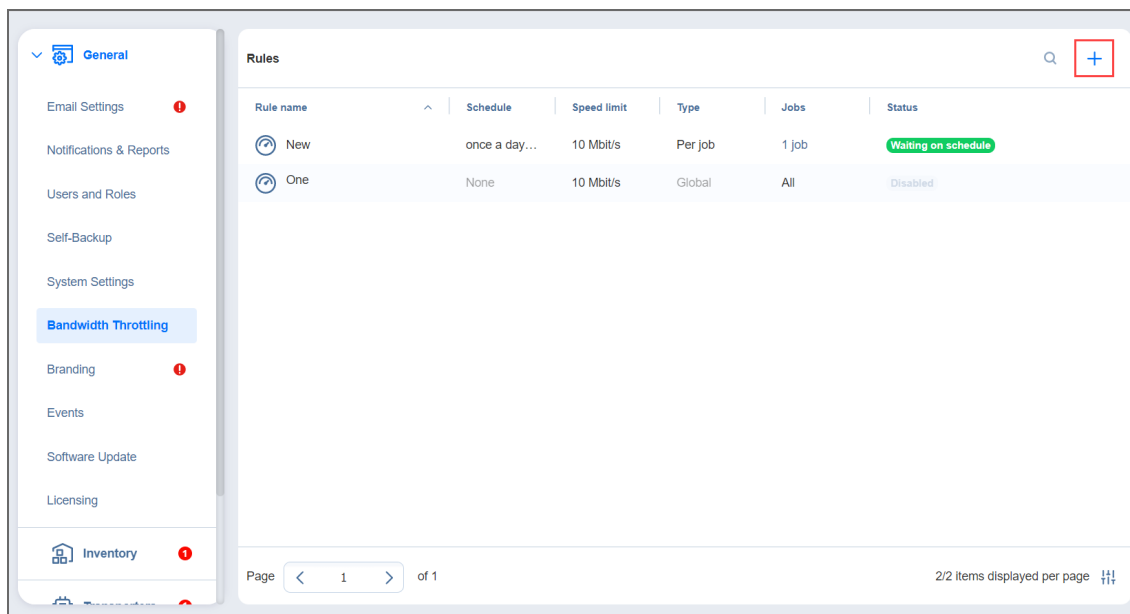 General
Email Settings
Notifications & Reports
Users and Roles
Self-Backup
System Settings
Bandwidth Throttling
Branding
Events
Software Update
Licensing
Inventory 1
Rules
Rule name Schedule Speed limit Type Jobs Status
New once a day... 10 Mbit/s Per job 1 job Waiting on schedule
One None 10 Mbit/s Global All Disabled
Page 1 of 1
2/2 items displayed per page